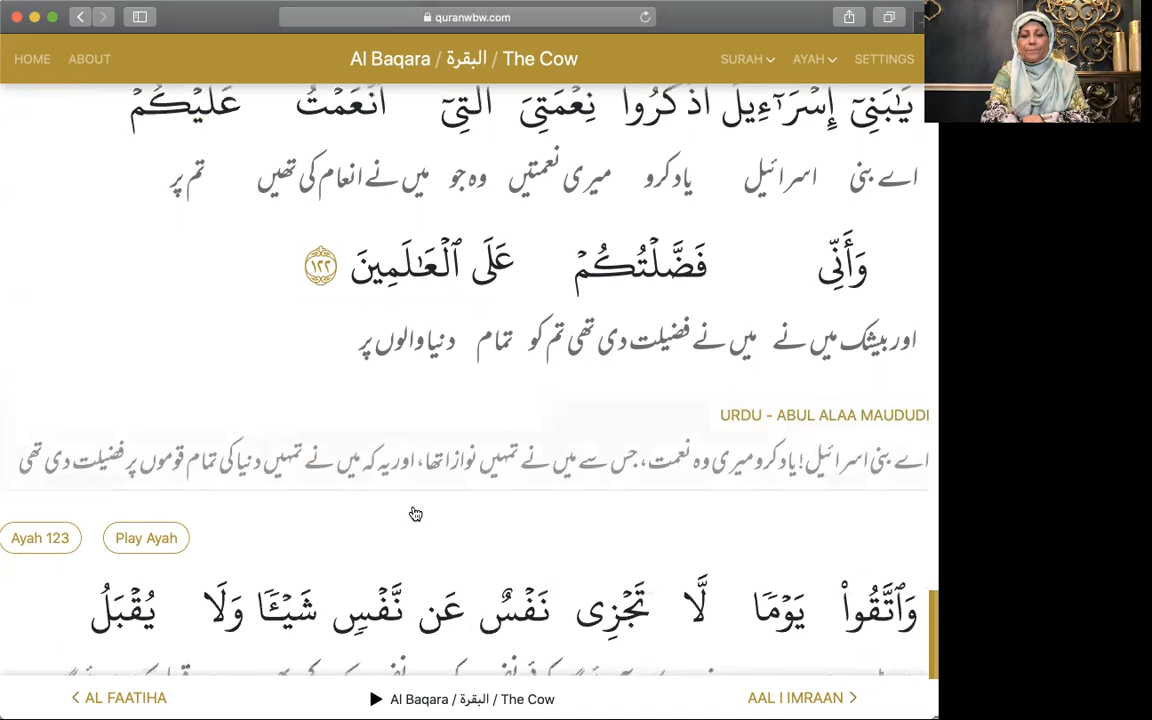 quranwbw.com
HOME ABOUT Al Baqara / البقرة / The Cow SURAH AYAH SETTINGS
يَٰبَنِىٓ إِسْرَٰٓءِيلَ ٱذْكُرُوا۟ نِعْمَتِىَ ٱلَّتِىٓ أَنْعَمْتُ عَلَيْكُمْ
اے بنی اسرائیل یاد کرو میری نعمتیں وہ جو میں نے انعام کی تھیں تم پر
وَأَنِّى فَضَّلْتُكُمْ عَلَى ٱلْعَٰلَمِينَ ١٢٢
اور بیشک میں نے میں نے فضیلت دی تھی تم کو تمام دنیا والوں پر
URDU - ABUL ALAA MAUDUDI
اے بنی اسرائیل! یاد کرو میری وہ نعمت، جس سے میں نے تمہیں نوازا تھا، اور یہ کہ میں نے تمہیں دنیا کی تمام قوموں پر فضیلت دی تھی
Ayah 123 Play Ayah
وَٱتَّقُوا۟ يَوْمًا لَّا تَجْزِى نَفْسٌ عَن نَّفْسٍ شَيْـًٔا وَلَا يُقْبَلُ
AL FAATIHA Al Baqara / البقرة / The Cow AAL I IMRAAN